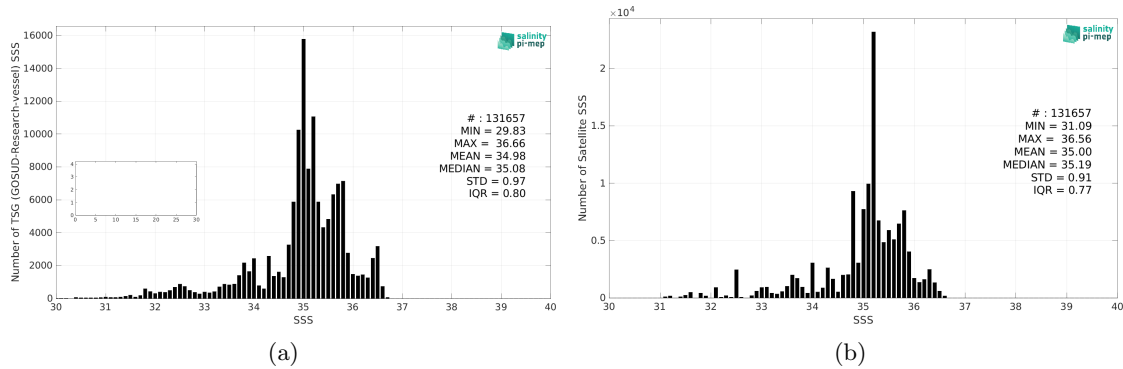 salinity
pi-mep
Number of TSG (GOSUD-Research-vessel) SSS
16000
14000
12000
10000
8000
6000
4000
2000
0
# : 131657
MIN = 29.83
MAX = 36.66
MEAN = 34.98
MEDIAN = 35.08
STD = 0.97
IQR = 0.80
4
3
2
1
0
0 5 10 15 20 25 30
30 31 32 33 34 35 36 37 38 39 40
SSS
(a)
×10⁴
salinity
pi-mep
Number of Satellite SSS
2
1.5
1
0.5
0
# : 131657
MIN = 31.09
MAX = 36.56
MEAN = 35.00
MEDIAN = 35.19
STD = 0.91
IQR = 0.77
30 31 32 33 34 35 36 37 38 39 40
SSS
(b)